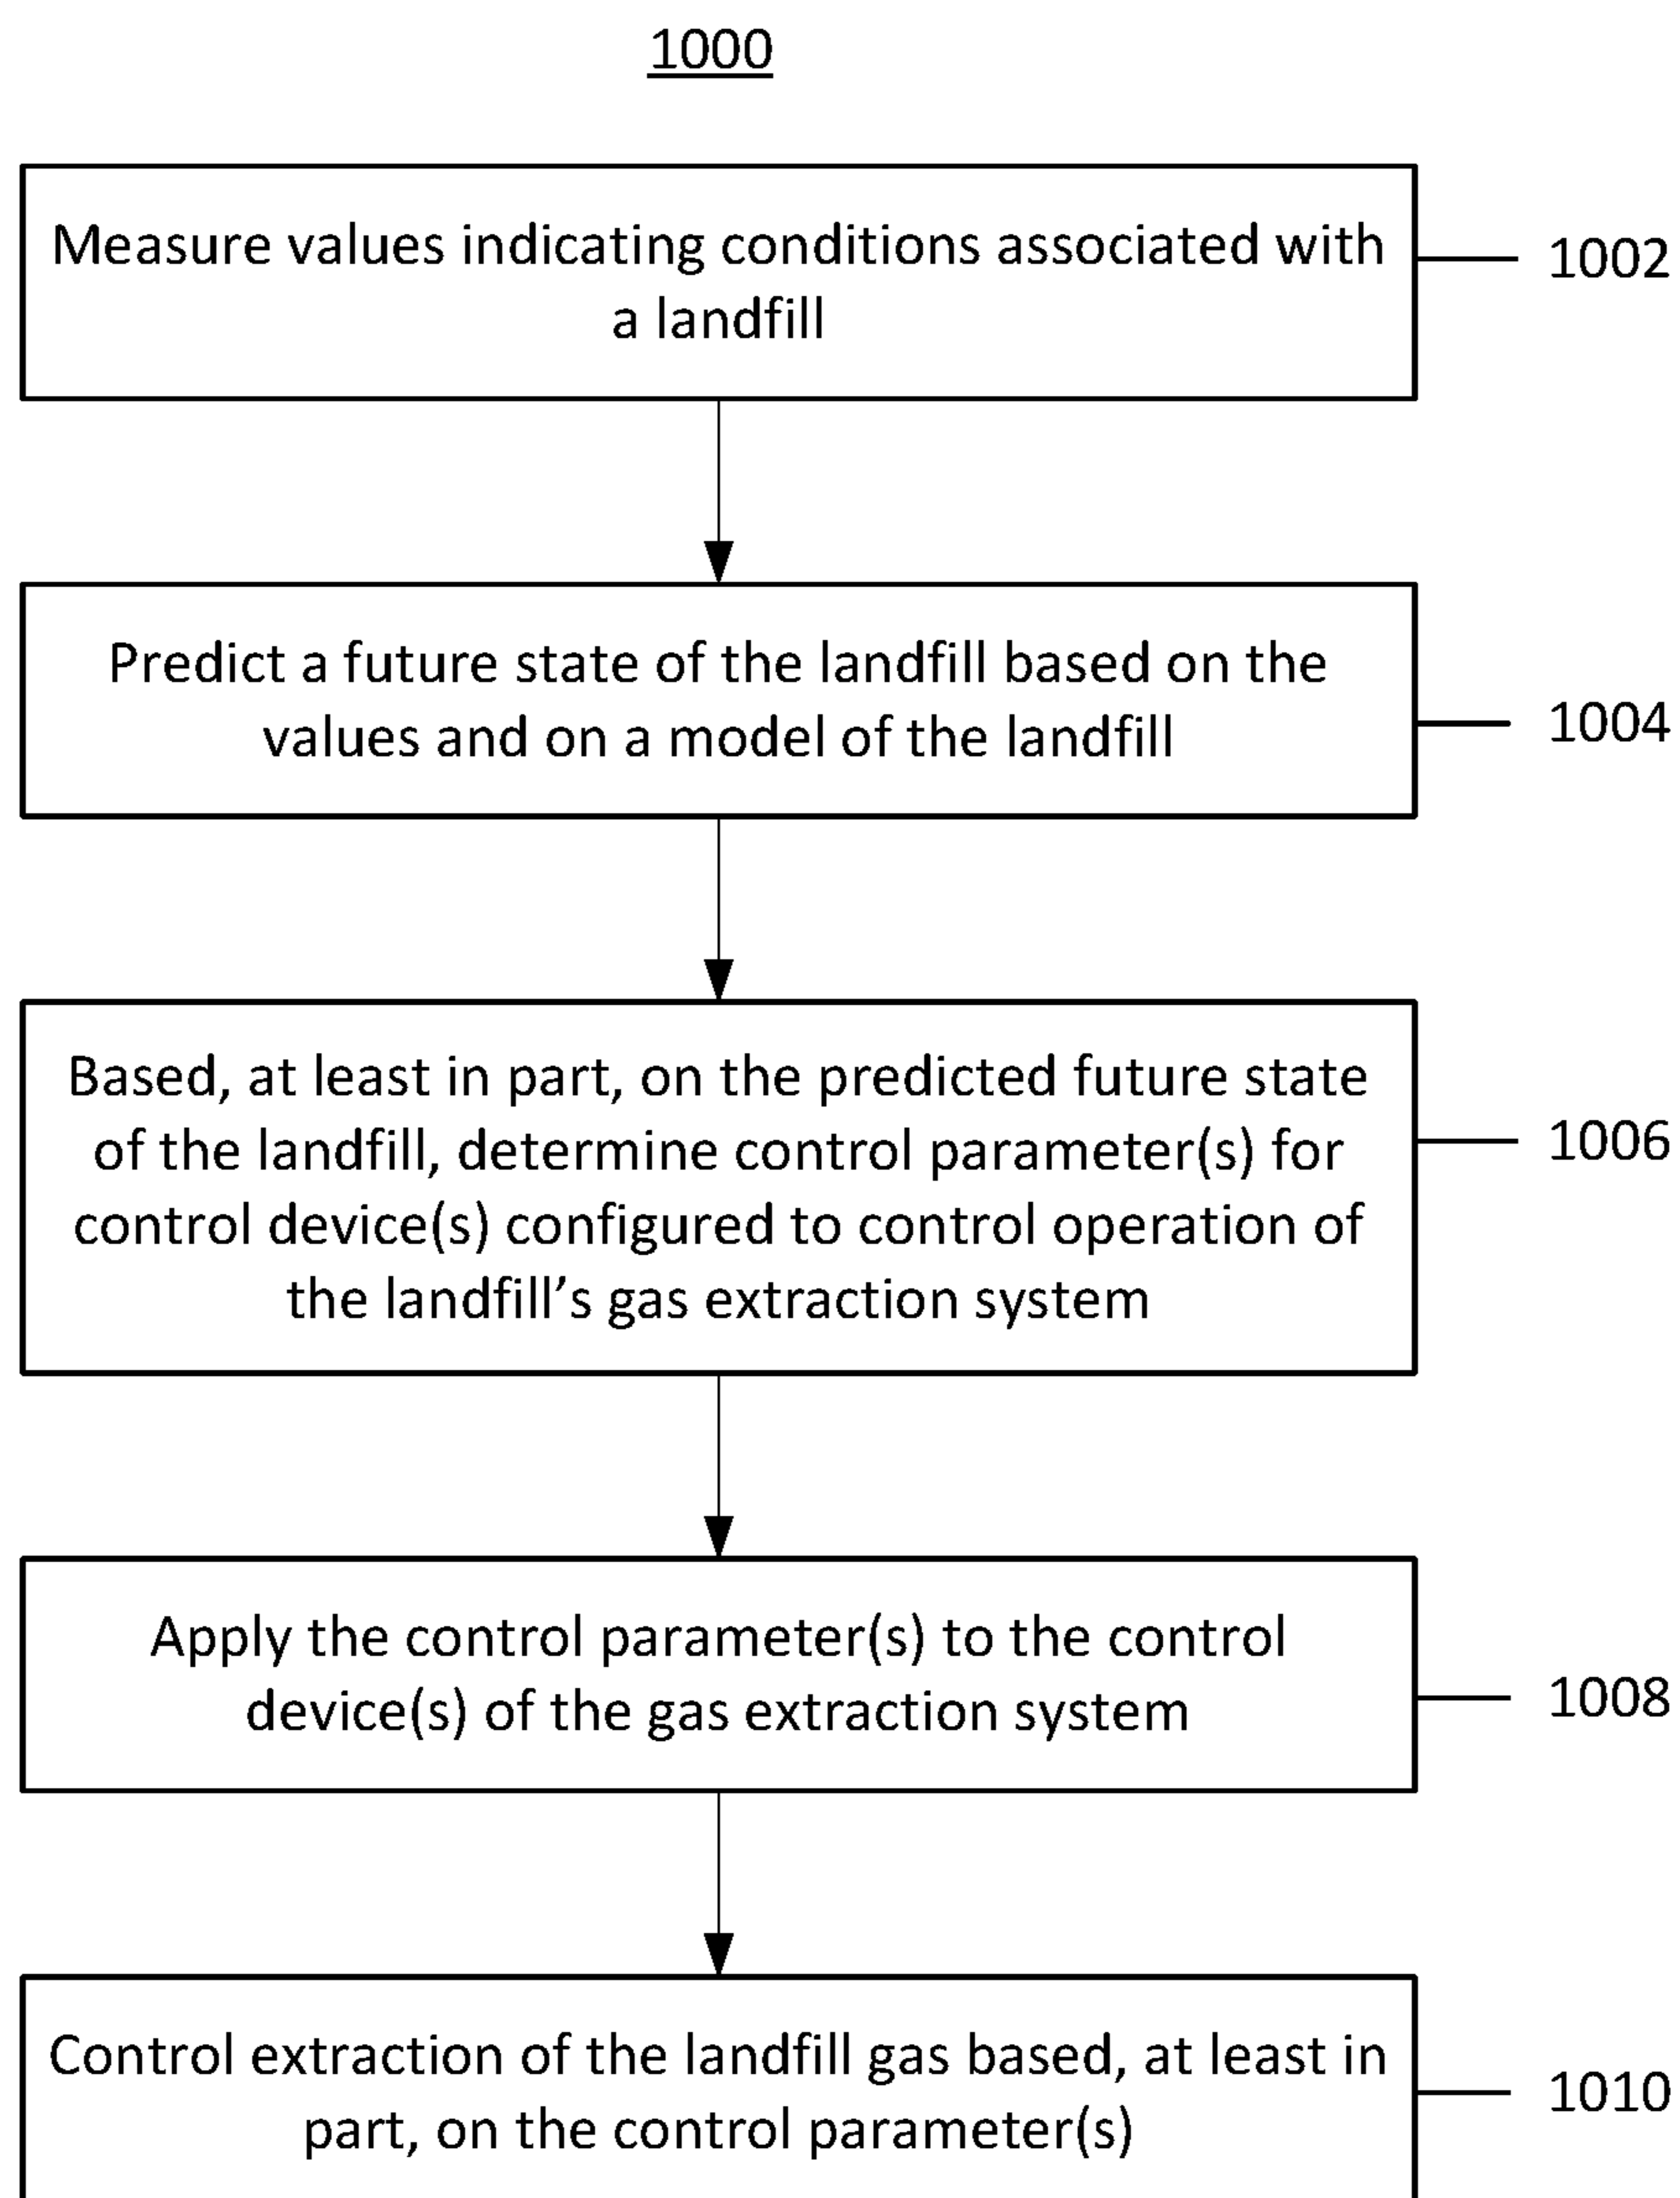 1000
Measure values indicating conditions associated with
a landfill
1002
Predict a future state of the landfill based on the
values and on a model of the landfill
1004
Based, at least in part, on the predicted future state
of the landfill, determine control parameter(s) for
control device(s) configured to control operation of
the landfill’s gas extraction system
1006
Apply the control parameter(s) to the control
device(s) of the gas extraction system
1008
Control extraction of the landfill gas based, at least in
part, on the control parameter(s)
1010